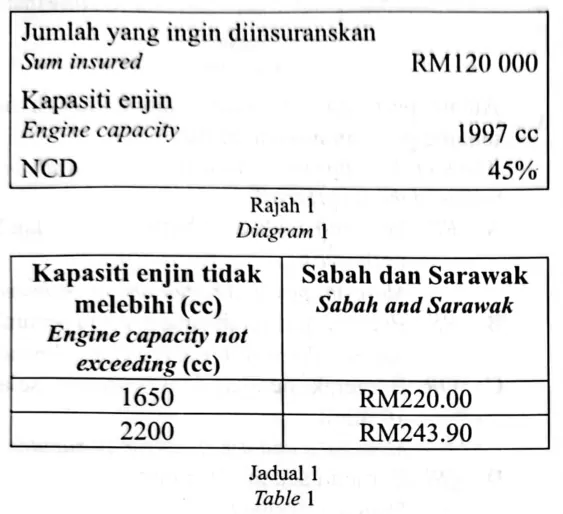 Jumlah yang ingin diinsuranskan
Sum insured RM120 000
Kapasiti enjin
Engine capacity 1997 cc
NCD 45%
Rajah 1
Diagram 1
Kapasiti enjin tidak melebihi (cc)
Engine capacity not exceeding (cc)
Sabah dan Sarawak
Sabah and Sarawak
1650 RM220.00
2200 RM243.90
Jadual 1
Table 1